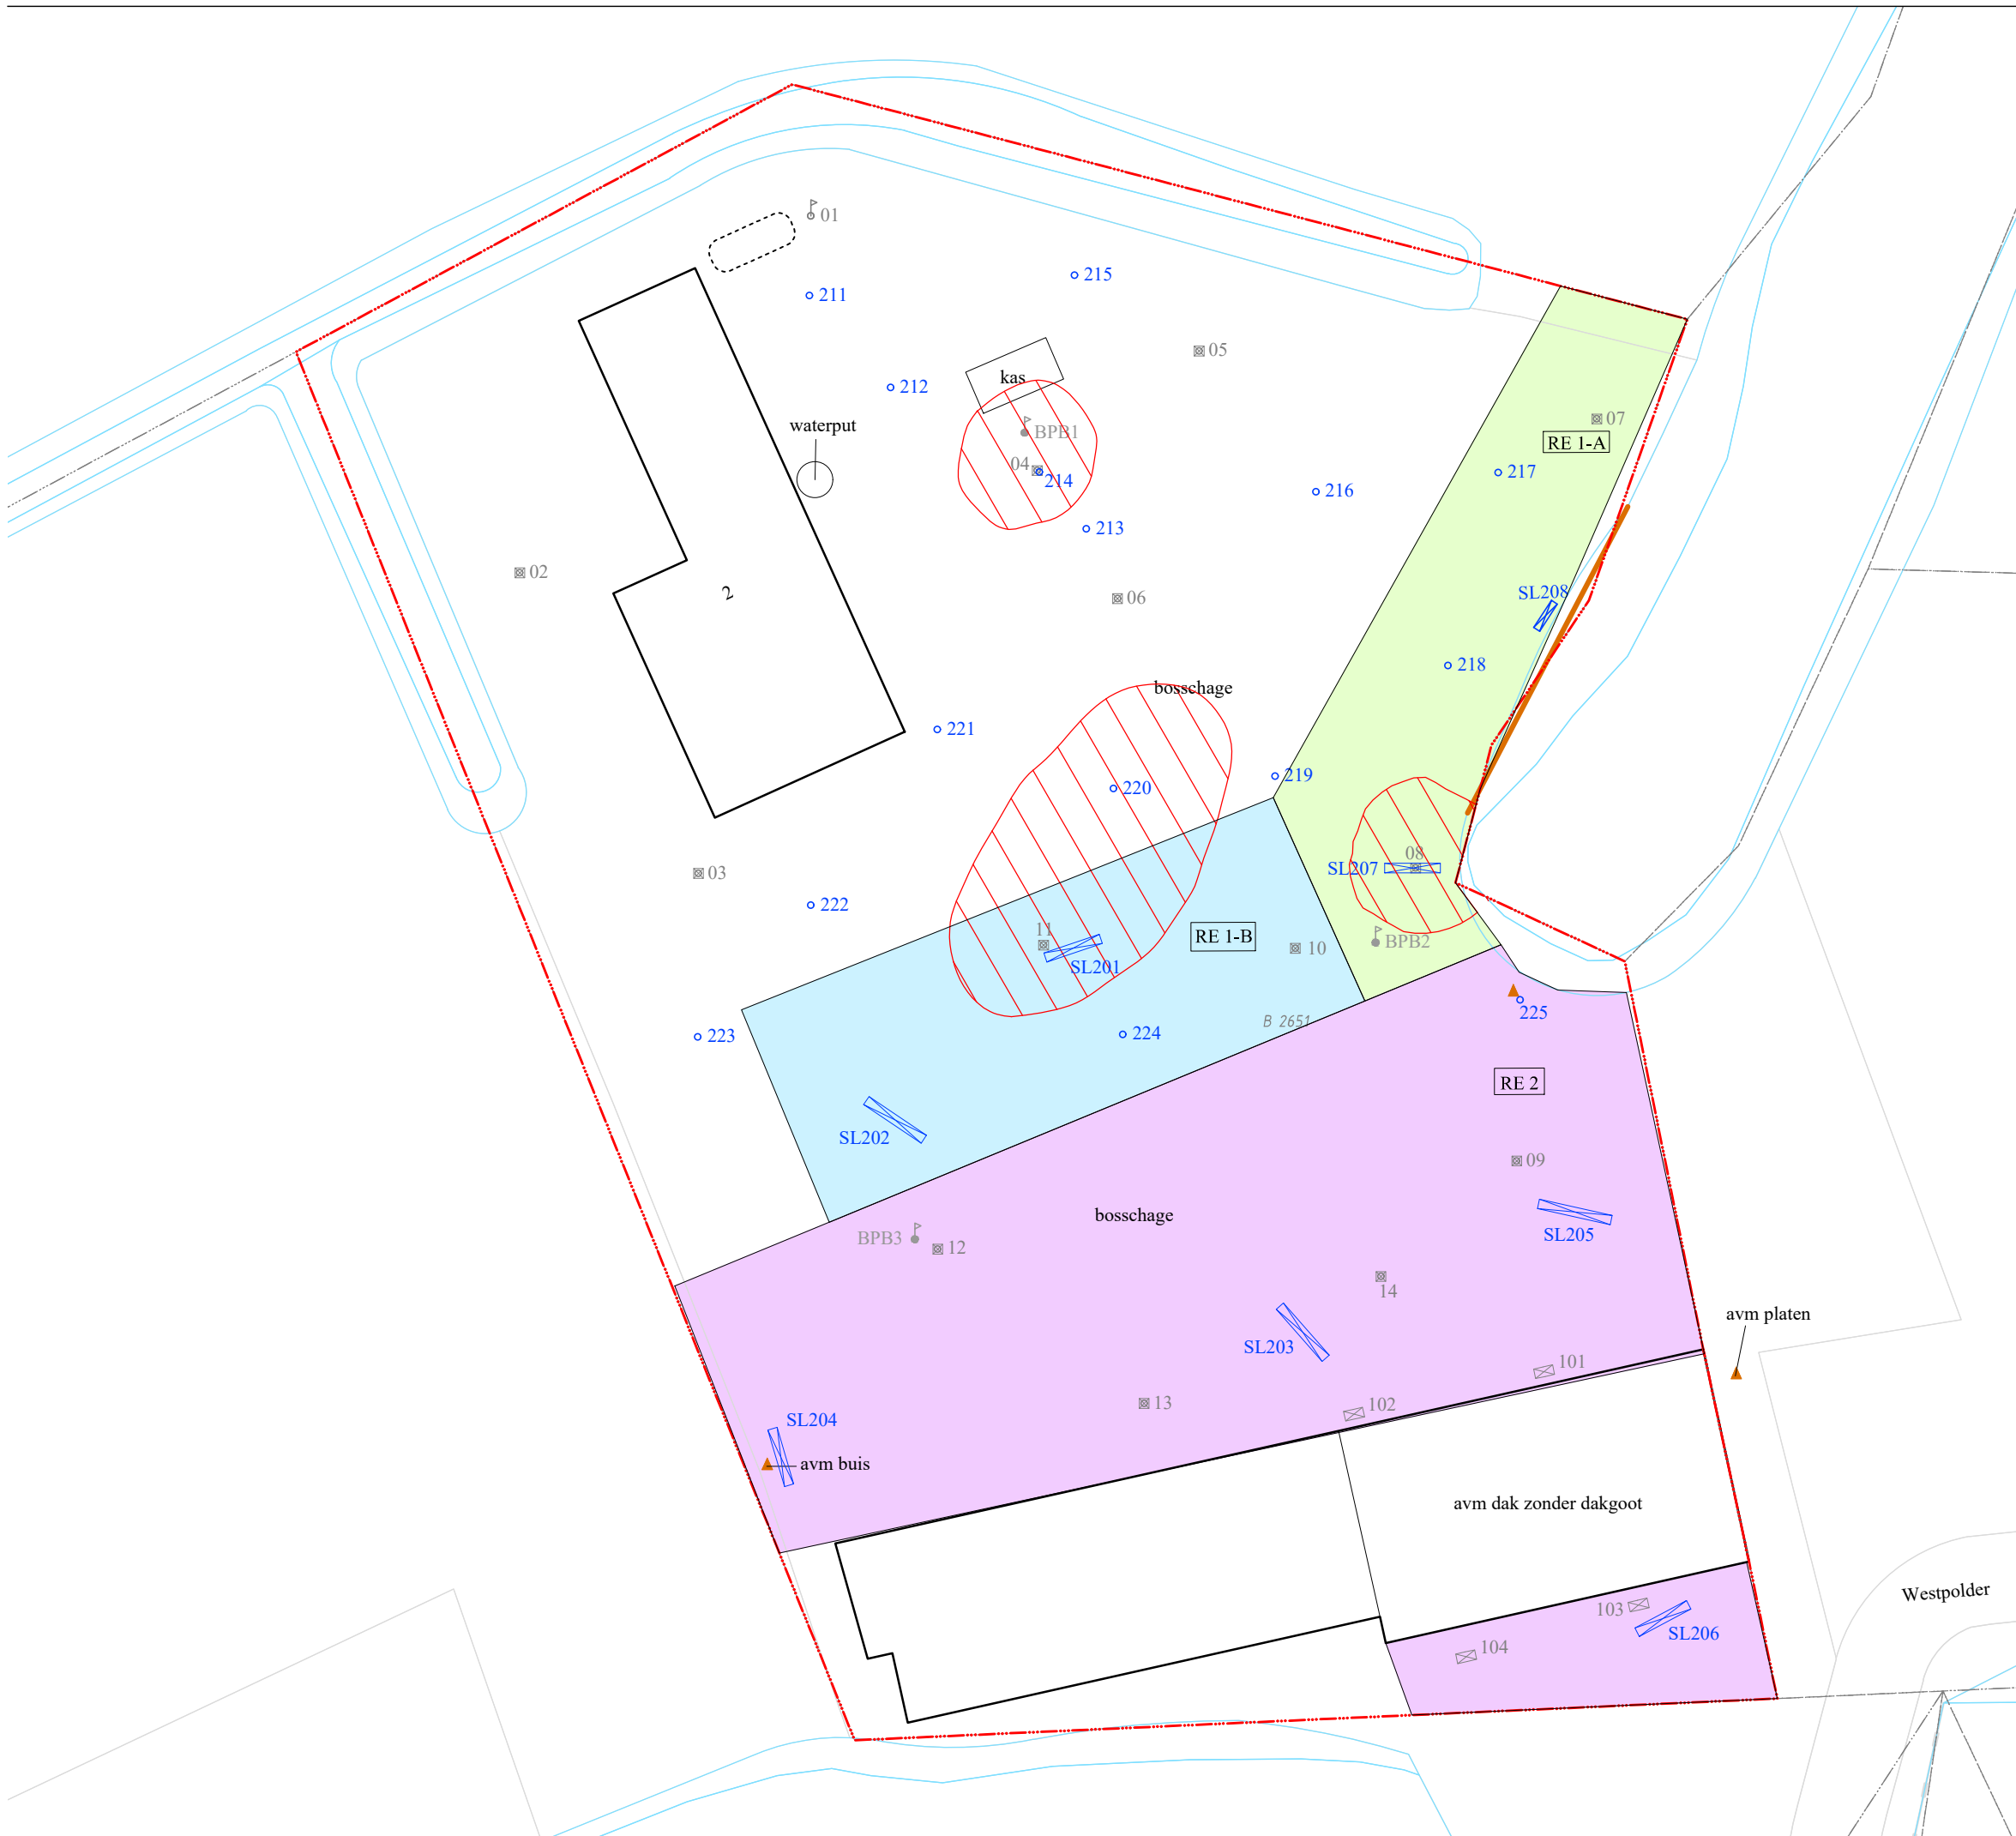 01
215
211
05
kas
212
07
waterput
BPB1
RE 1-A
04
214
217
216
213
02
SL208
2
06
218
bosschage
221
219
220
08
SL207
03
222
11
RE 1-B
10
BPB2
SL201
225
B 2651
223
224
RE 2
SL202
09
bosschage
SL205
BPB3
12
14
avm platen
SL203
101
13
102
SL204
avm buis
avm dak zonder dakgoot
Westpolder
103
SL206
104